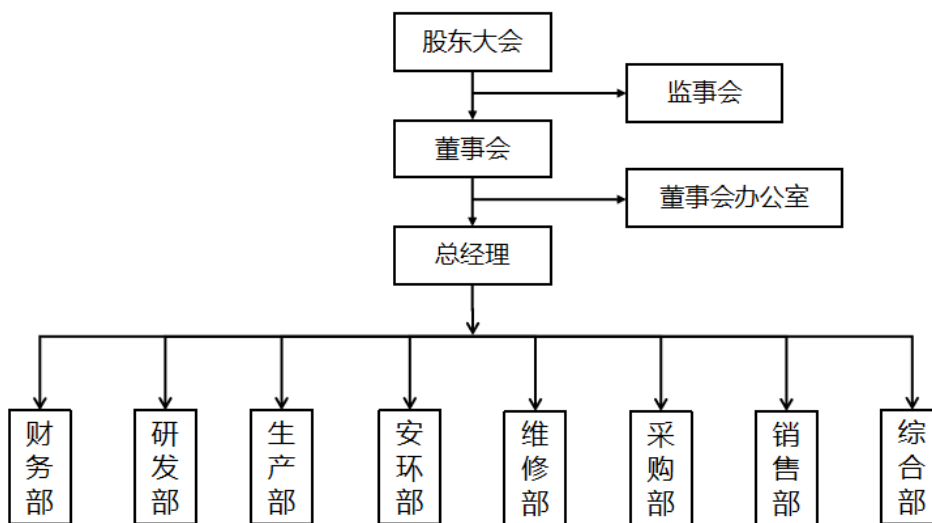 股东大会
监事会
董事会
董事会办公室
总经理
财务部
研发部
生产部
安环部
维修部
采购部
销售部
综合部